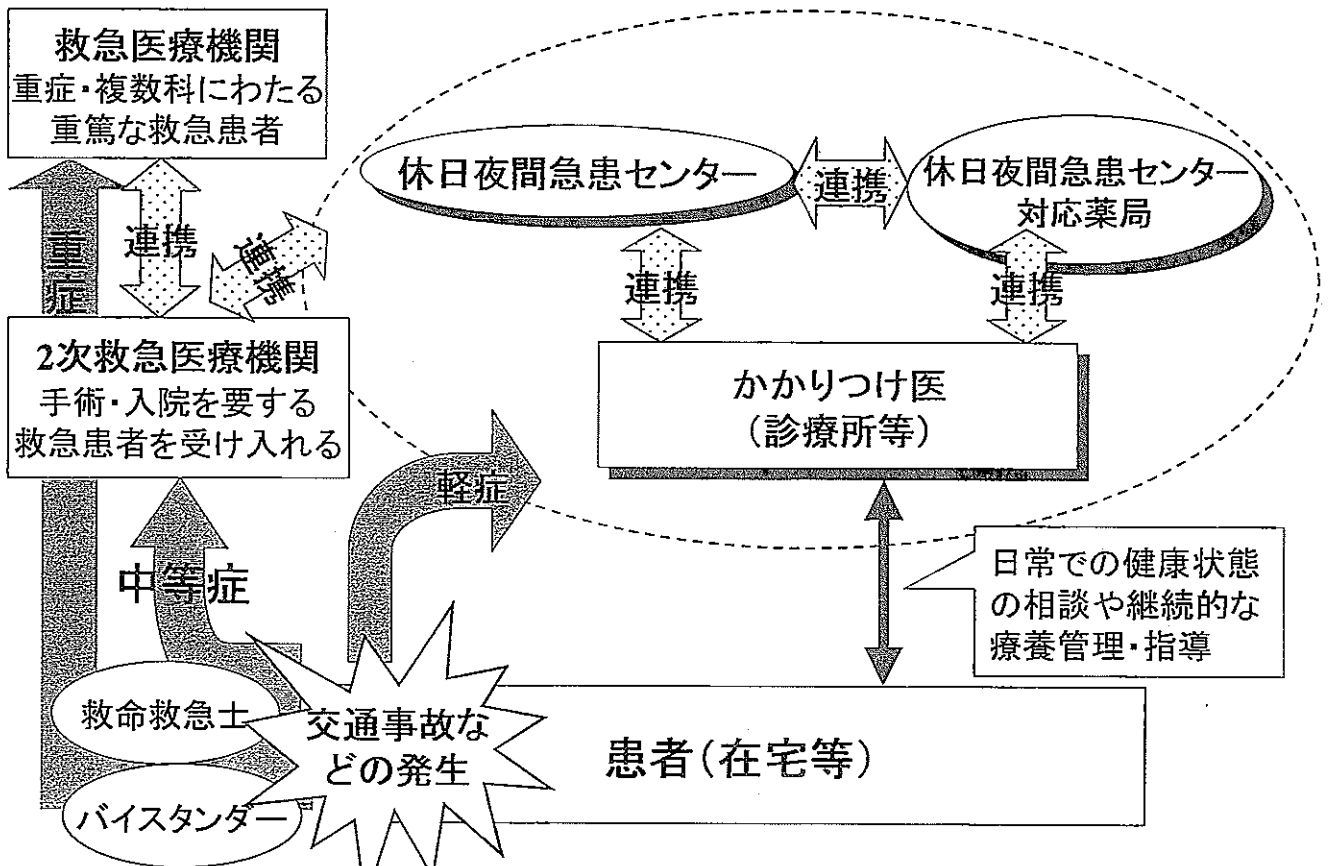 救急医療機関
重症・複数科にわたる
重篤な救急患者
休日夜間急患センター
連携
休日夜間急患センター
対応薬局
重症
連携
連携
連携
連携
2次救急医療機関
手術・入院を要する
救急患者を受け入れる
かかりつけ医
(診療所等)
軽症
中等症
日常での健康状態
の相談や継続的な
療養管理・指導
救命救急士
交通事故な
どの発生
患者(在宅等)
バイスタンダー